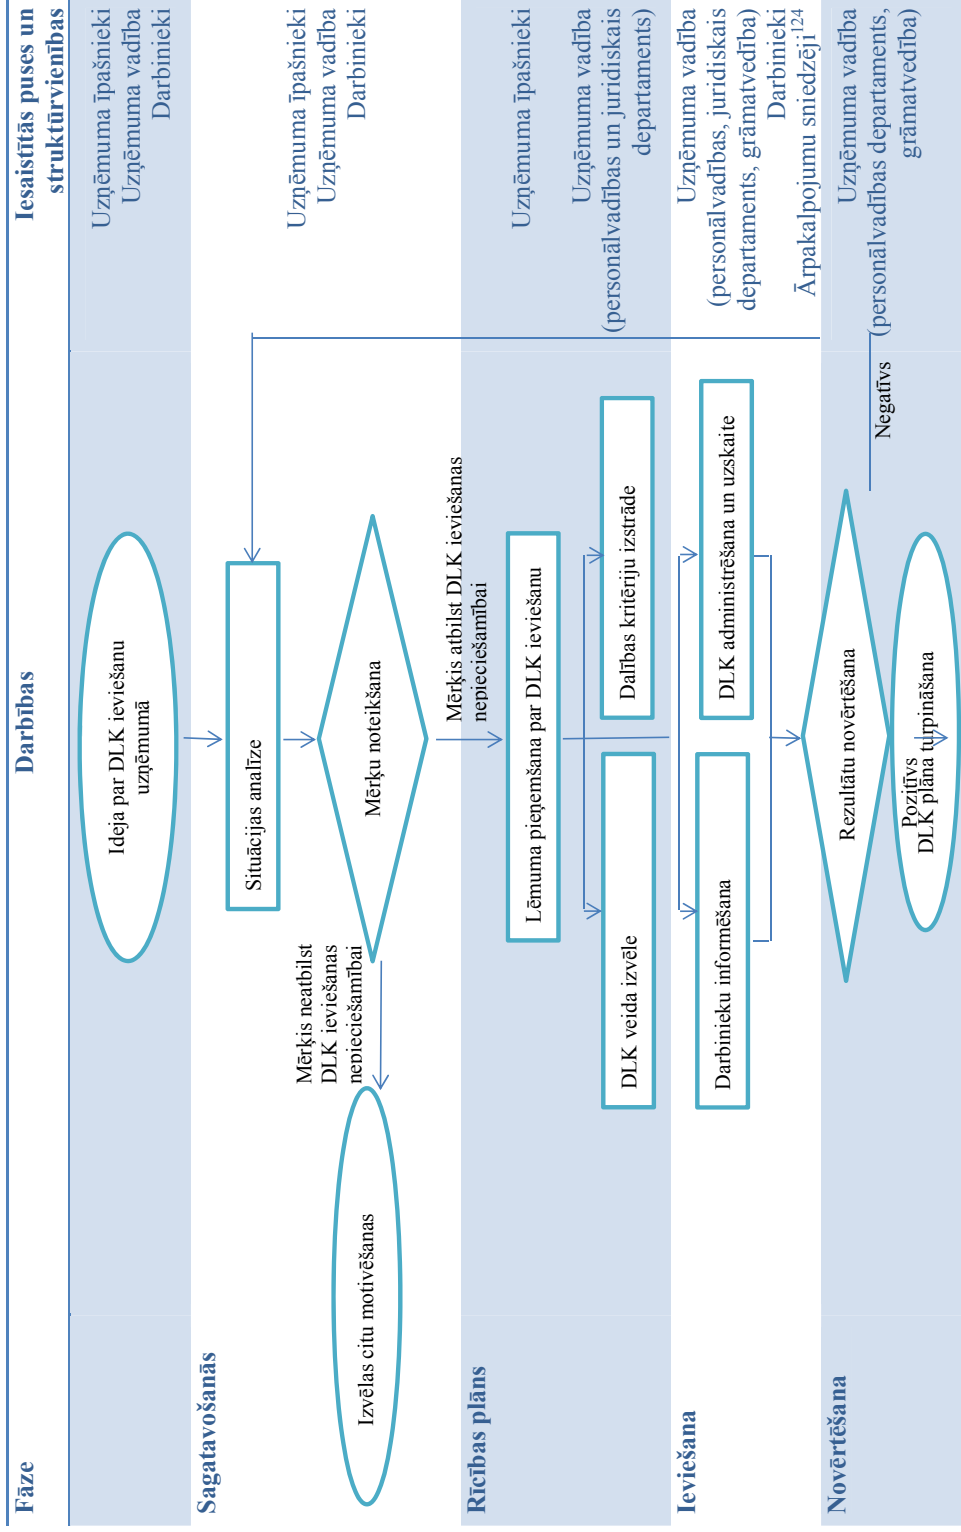 Fāze
Darbības
Iesaistītās puses un
struktūrvienības
Ideja par DLK ieviešanu
uzņēmumā
Uzņēmuma īpašnieki
Uzņēmuma vadība
Darbinieki
Sagatavošanās
Situācijas analīze
Mērķu noteikšana
Mērķis neatbilst
DLK ieviešanas
nepieciešamībai
Izvēlas citu motivēšanas
Uzņēmuma īpašnieki
Uzņēmuma vadība
Darbinieki
Mērķis atbilst DLK ieviešanas
nepieciešamībai
Rīcības plāns
Lēmuma pieņemšana par DLK ieviešanu
Uzņēmuma īpašnieki
DLK veida izvēle
Dalības kritēriju izstrāde
Uzņēmuma vadība
(personālvadības un juridiskais
departaments)
Ieviešana
Darbinieku informēšana
DLK administrēšana un uzskaite
Uzņēmuma vadība
(personālvadības, juridiskais
departaments, grāmatvedība)
Darbinieki
Ārpakalpojumu sniedzēji124
Novērtēšana
Rezultātu novērtēšana
Negatīvs
Pozitīvs
DLK plāna turpināšana
Uzņēmuma vadība
(personālvadības departaments,
grāmatvedība)